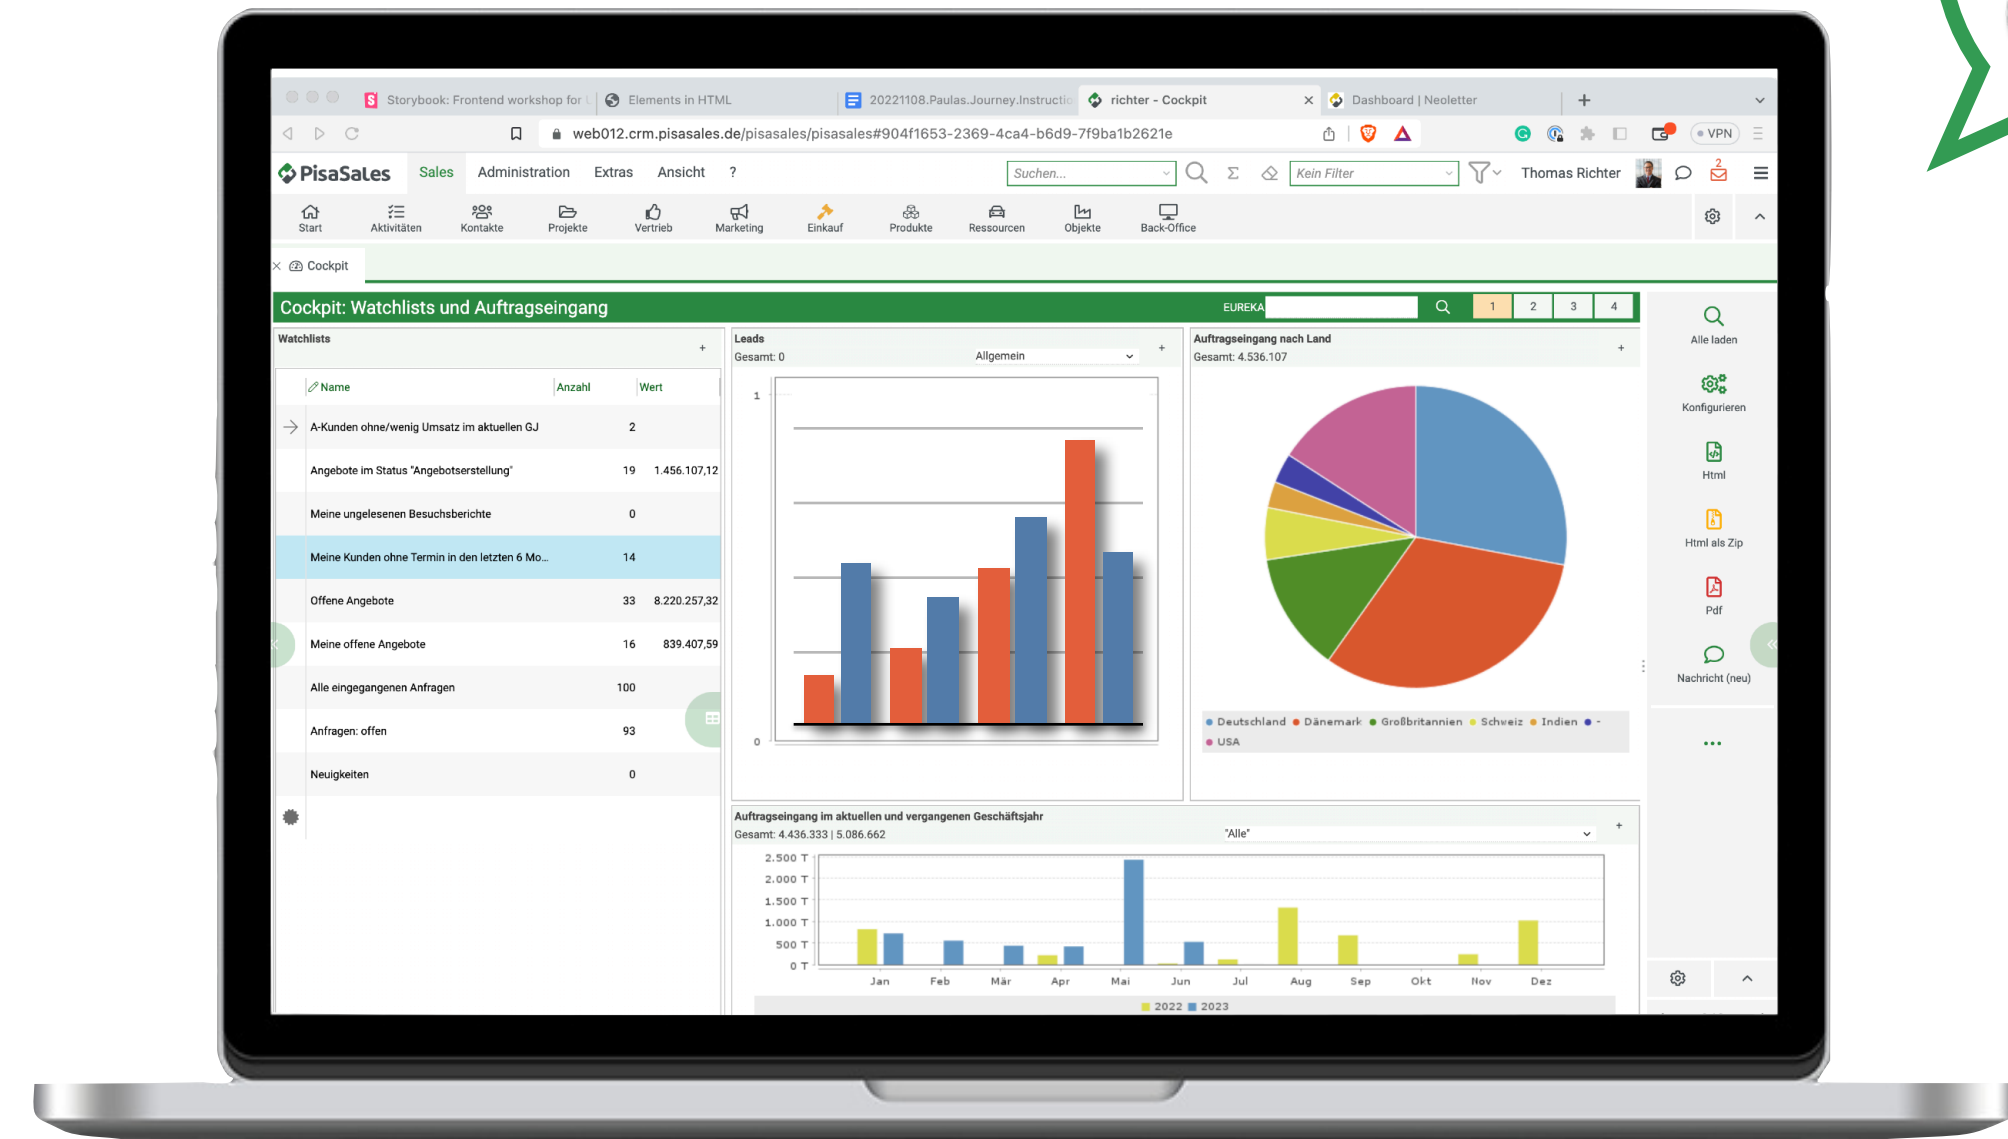 Storybook: Frontend workshop for
Elements in HTML
20221108.Paulas.Journey.Instructic
richter - Cockpit
Dashboard | Neoletter
web012.crm.pisasales.de/pisasales/pisasales#904f1653-2369-4ca4-b6d9-7f9ba1b2621e
VPN
PisaSales
Sales
Administration
Extras
Ansicht
?
Suchen...
Kein Filter
Thomas Richter
2
Start
Aktivitäten
Kontakte
Projekte
Vertrieb
Marketing
Einkauf
Produkte
Ressourcen
Objekte
Back-Office
Cockpit
Cockpit: Watchlists und Auftragseingang
EUREKA
1
2
3
4
Watchlists
Name
Anzahl
Wert
A-Kunden ohne/wenig Umsatz im aktuellen GJ
2
Angebote im Status "Angebotserstellung"
19
1.456.107,12
Meine ungelesenen Besuchsberichte
0
Meine Kunden ohne Termin in den letzten 6 Mo...
14
Offene Angebote
33
8.220.257,32
Meine offene Angebote
16
839.407,59
Alle eingegangenen Anfragen
100
Anfragen: offen
93
Neuigkeiten
0
Leads
Gesamt: 0
Allgemein
1
0
Auftragseingang nach Land
Gesamt: 4.536.107
Deutschland
Dänemark
Großbritannien
Schweiz
Indien
-
USA
Auftragseingang im aktuellen und vergangenen Geschäftsjahr
Gesamt: 4.436.333 | 5.086.662
"Alle"
2.500 T
2.000 T
1.500 T
1.000 T
500 T
0 T
Jan
Feb
Mär
Apr
Mai
Jun
Jul
Aug
Sep
Okt
Nov
Dez
2022
2023
Alle laden
Konfigurieren
Html
Html als Zip
Pdf
Nachricht (neu)